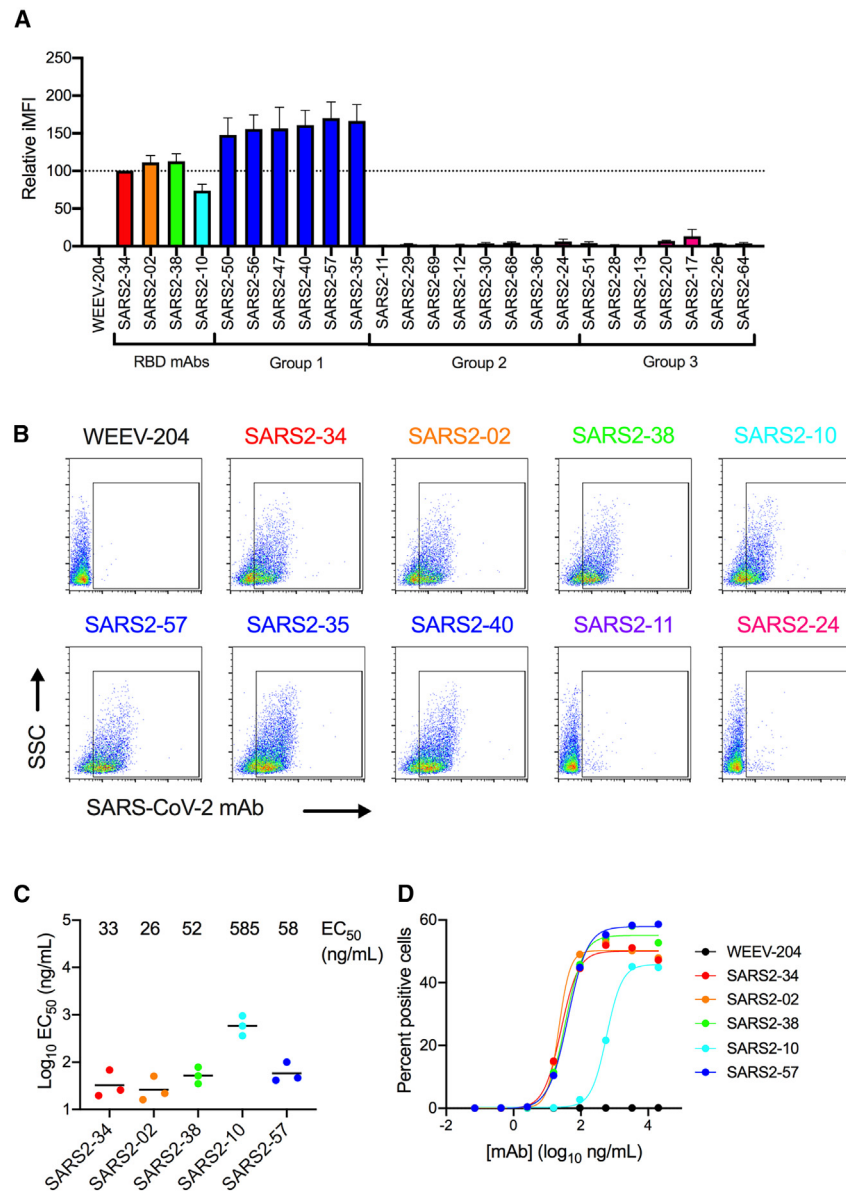 A
250
200
150
100
50
0
Relative iMFI
WEEV-204
SARS2-34
SARS2-02
SARS2-38
SARS2-10
SARS2-50
SARS2-56
SARS2-47
SARS2-40
SARS2-57
SARS2-35
SARS2-11
SARS2-29
SARS2-69
SARS2-12
SARS2-30
SARS2-68
SARS2-36
SARS2-24
SARS2-51
SARS2-28
SARS2-13
SARS2-20
SARS2-17
SARS2-26
SARS2-64
RBD mAbs Group 1 Group 2 Group 3
B
WEEV-204 SARS2-34 SARS2-02 SARS2-38 SARS2-10
SARS2-57 SARS2-35 SARS2-40 SARS2-11 SARS2-24
SSC
SARS-CoV-2 mAb
C
33 26 52 585 58 EC50
(ng/mL)
5
4
3
2
1
Log10 EC50 (ng/mL)
SARS2-34
SARS2-02
SARS2-38
SARS2-10
SARS2-57
D
60
40
20
0
Percent positive cells
-2 0 2 4
[mAb] (log10 ng/mL)
WEEV-204
SARS2-34
SARS2-02
SARS2-38
SARS2-10
SARS2-57